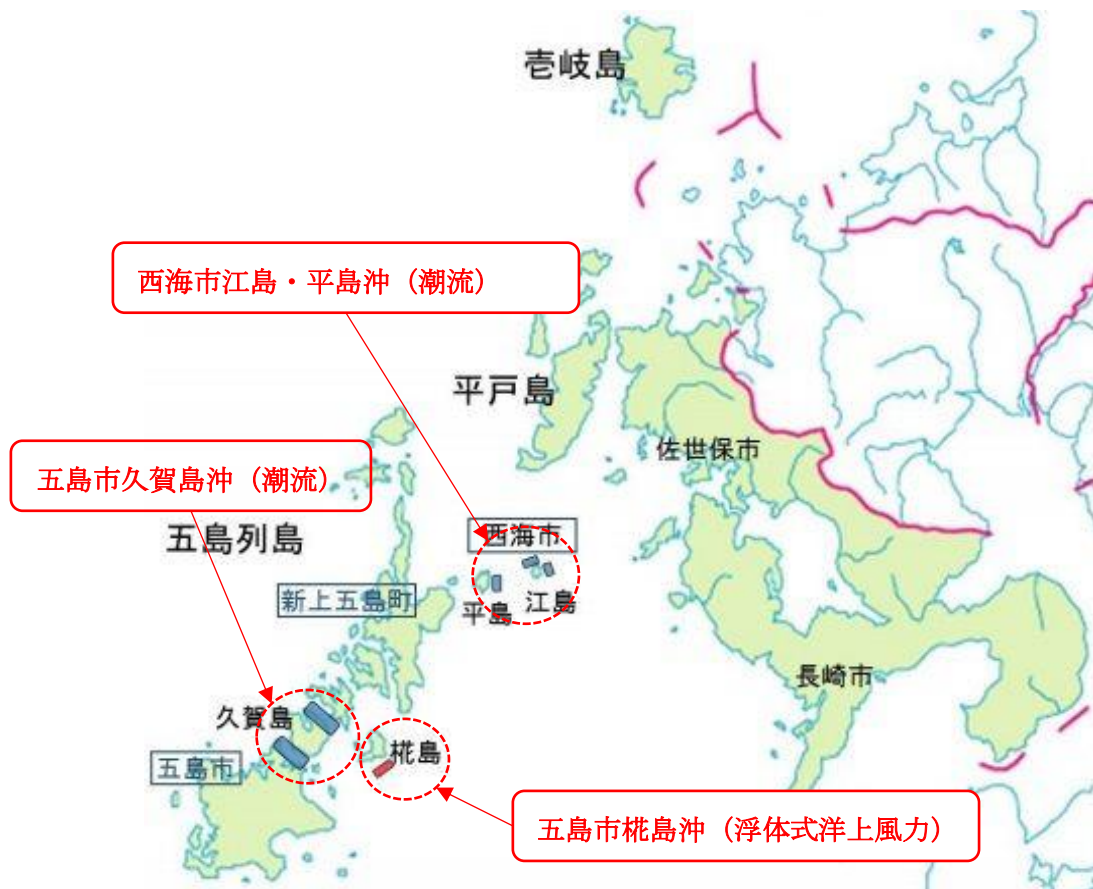 壱岐島
西海市江島・平島沖（潮流）
平戸島
佐世保市
五島市久賀島沖（潮流）
五島列島
西海市
新上五島町
平島
江島
長崎市
久賀島
椛島
五島市
五島市椛島沖（浮体式洋上風力）